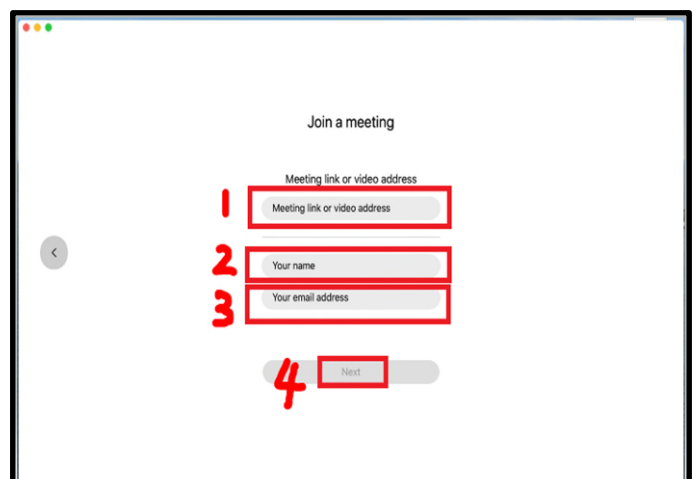 Join a meeting
Meeting link or video address
1 Meeting link or video address
2 Your name
3 Your email address
4 Next